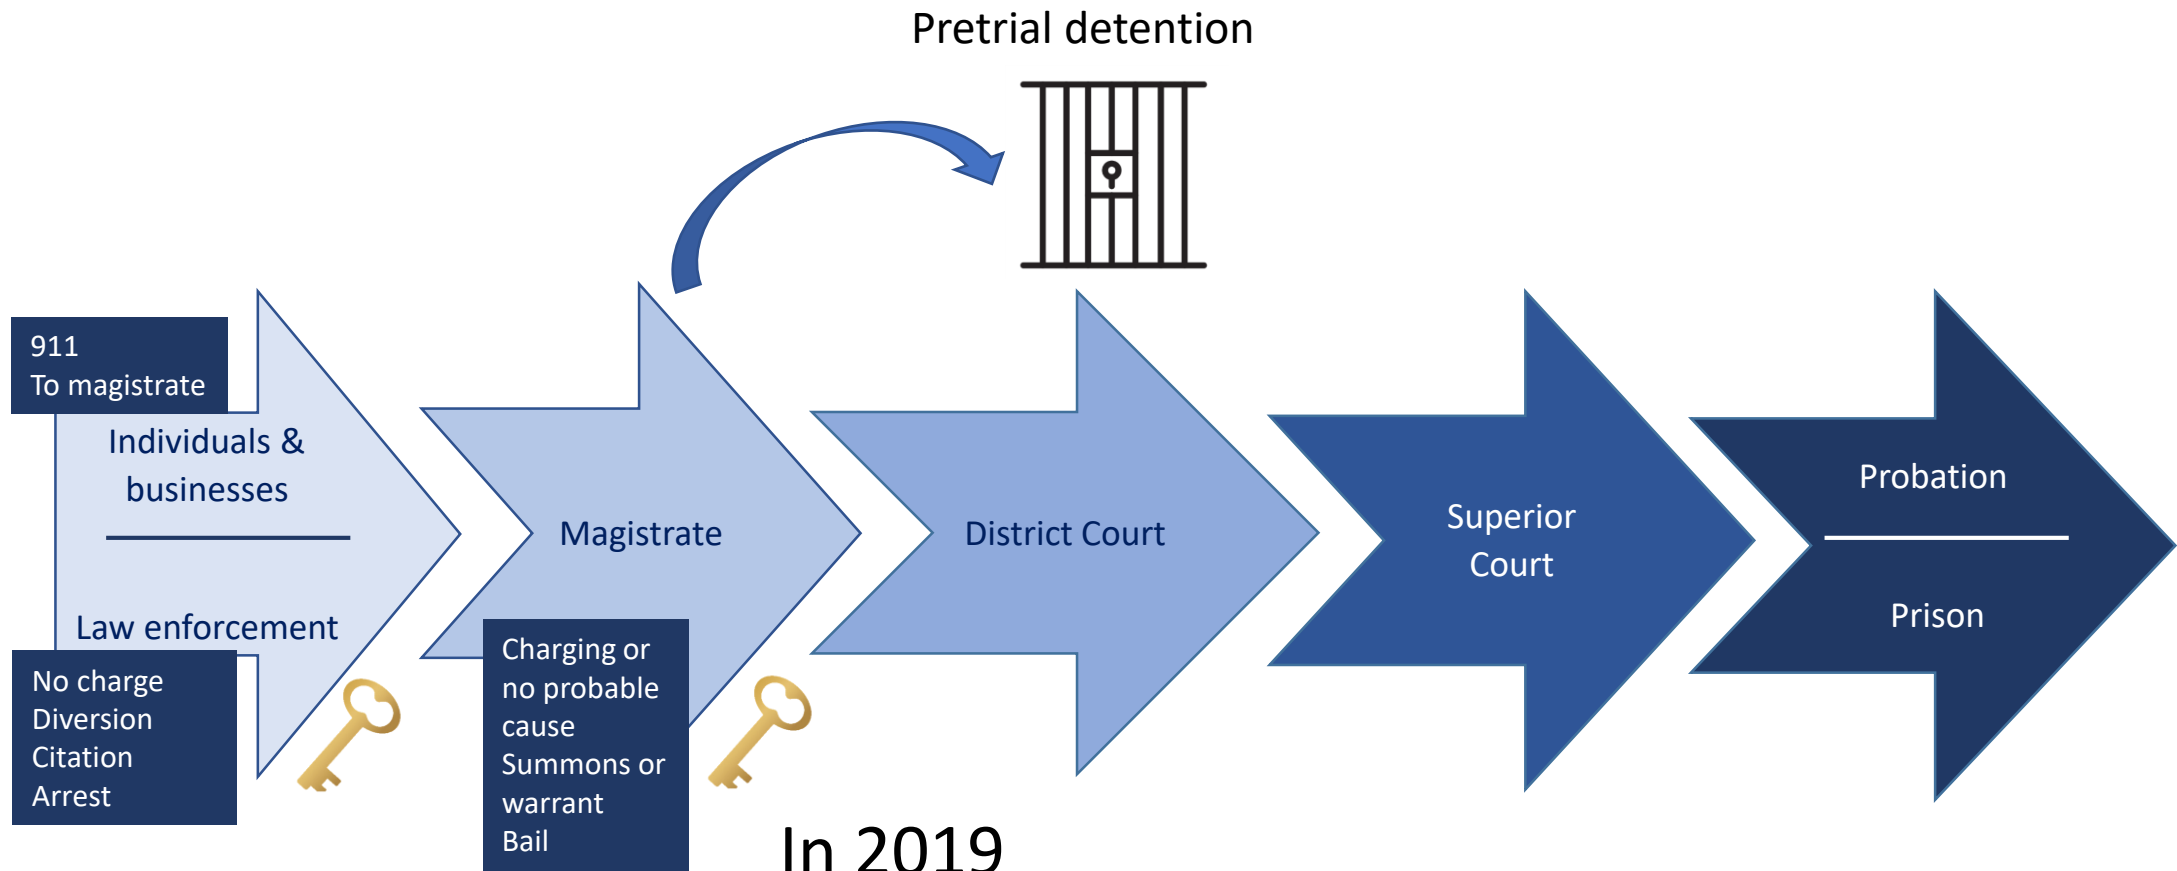 Pretrial detention
911
To magistrate
Individuals &
businesses
Law enforcement
No charge
Diversion
Citation
Arrest
Magistrate
Charging or
no probable
cause
Summons or
warrant
Bail
District Court
Superior
Court
Probation
Prison
In 2019